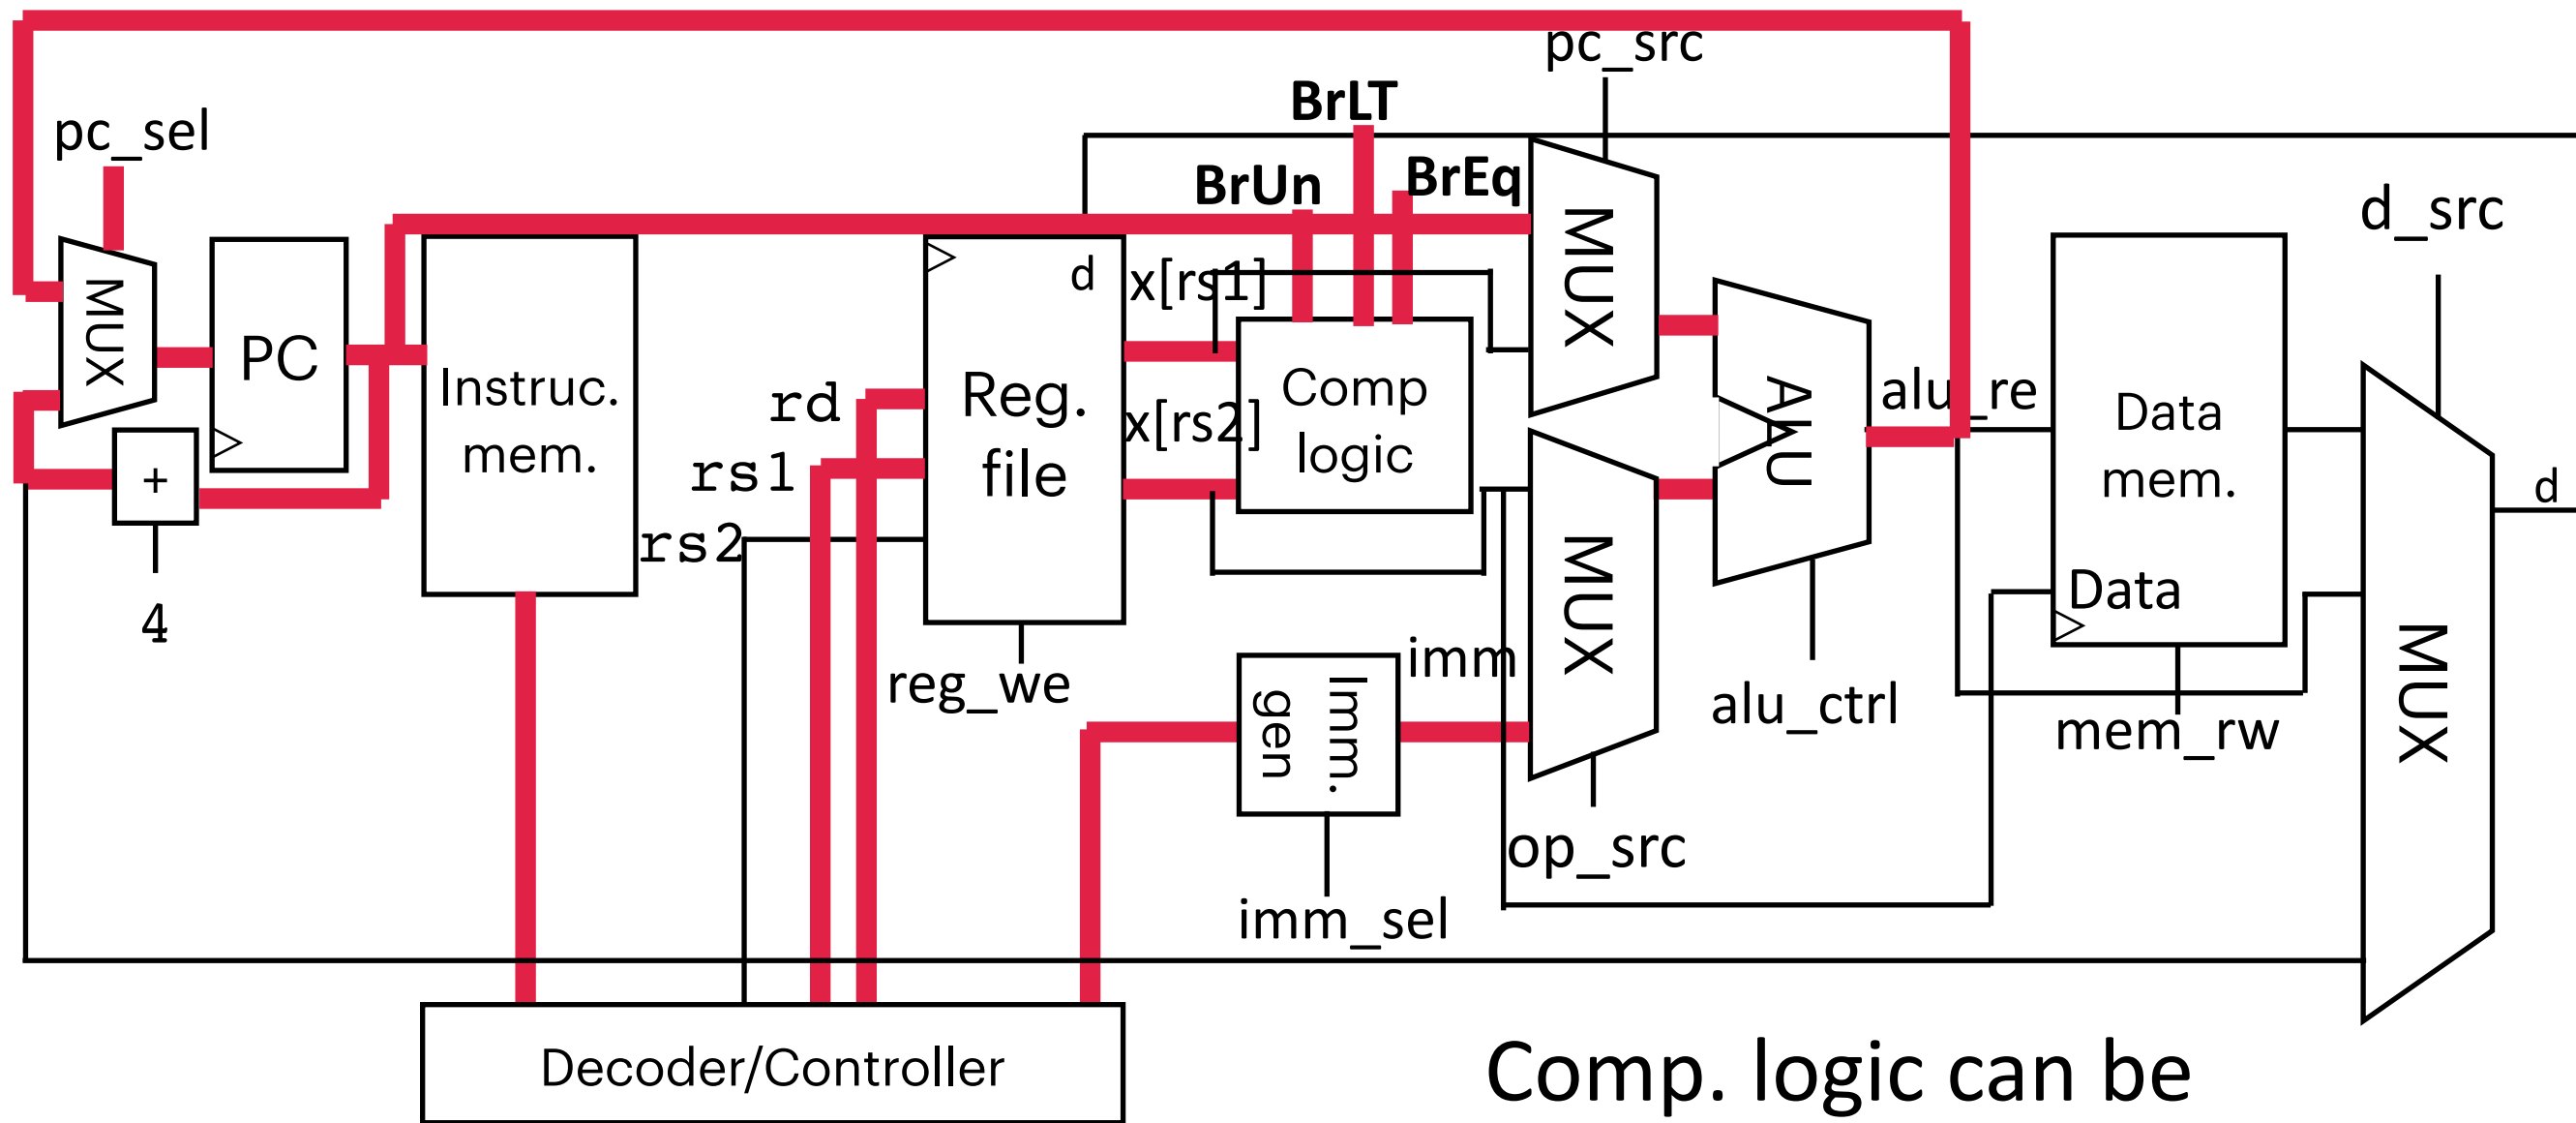 pc_src
BrLT
pc_sel
BrUn
BrEq
d_src
MUX
PC
Instruc.
mem.
+
4
rd
rs1
rs2
Reg.
file
d
reg_we
x[rs1]
x[rs2]
Comp
logic
MUX
MUX
ALU
alu_re
alu_ctrl
Imm.
gen
imm
imm_sel
op_src
Data
mem.
Data
mem_rw
MUX
d
Decoder/Controller
Comp. logic can be